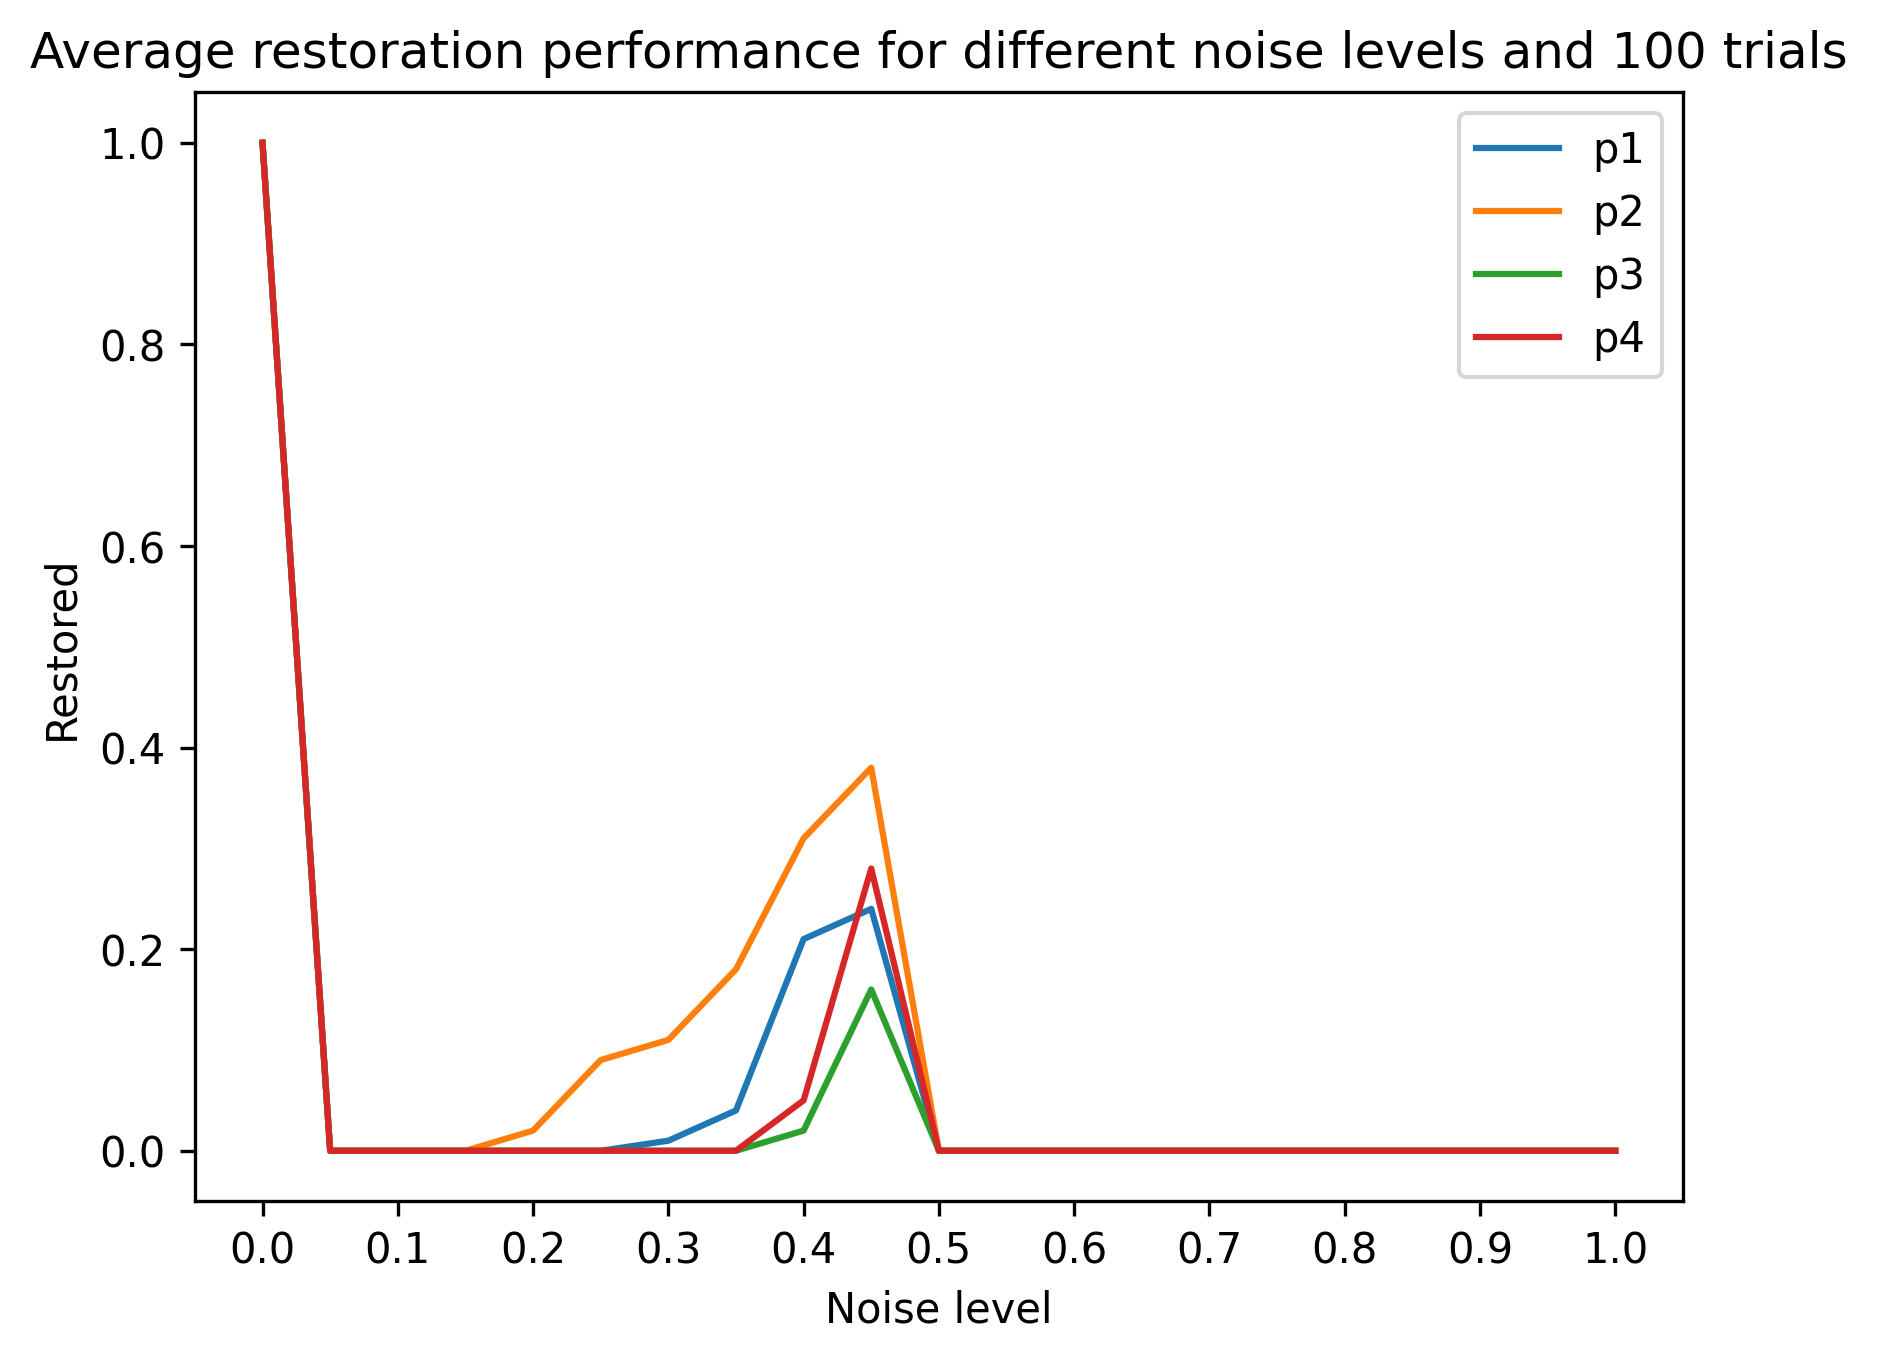 Average restoration performance for different noise levels and 100 trials
p1
p2
p3
p4
1.0
0.8
0.6
0.4
0.2
0.0
Restored
0.0 0.1 0.2 0.3 0.4 0.5 0.6 0.7 0.8 0.9 1.0
Noise level